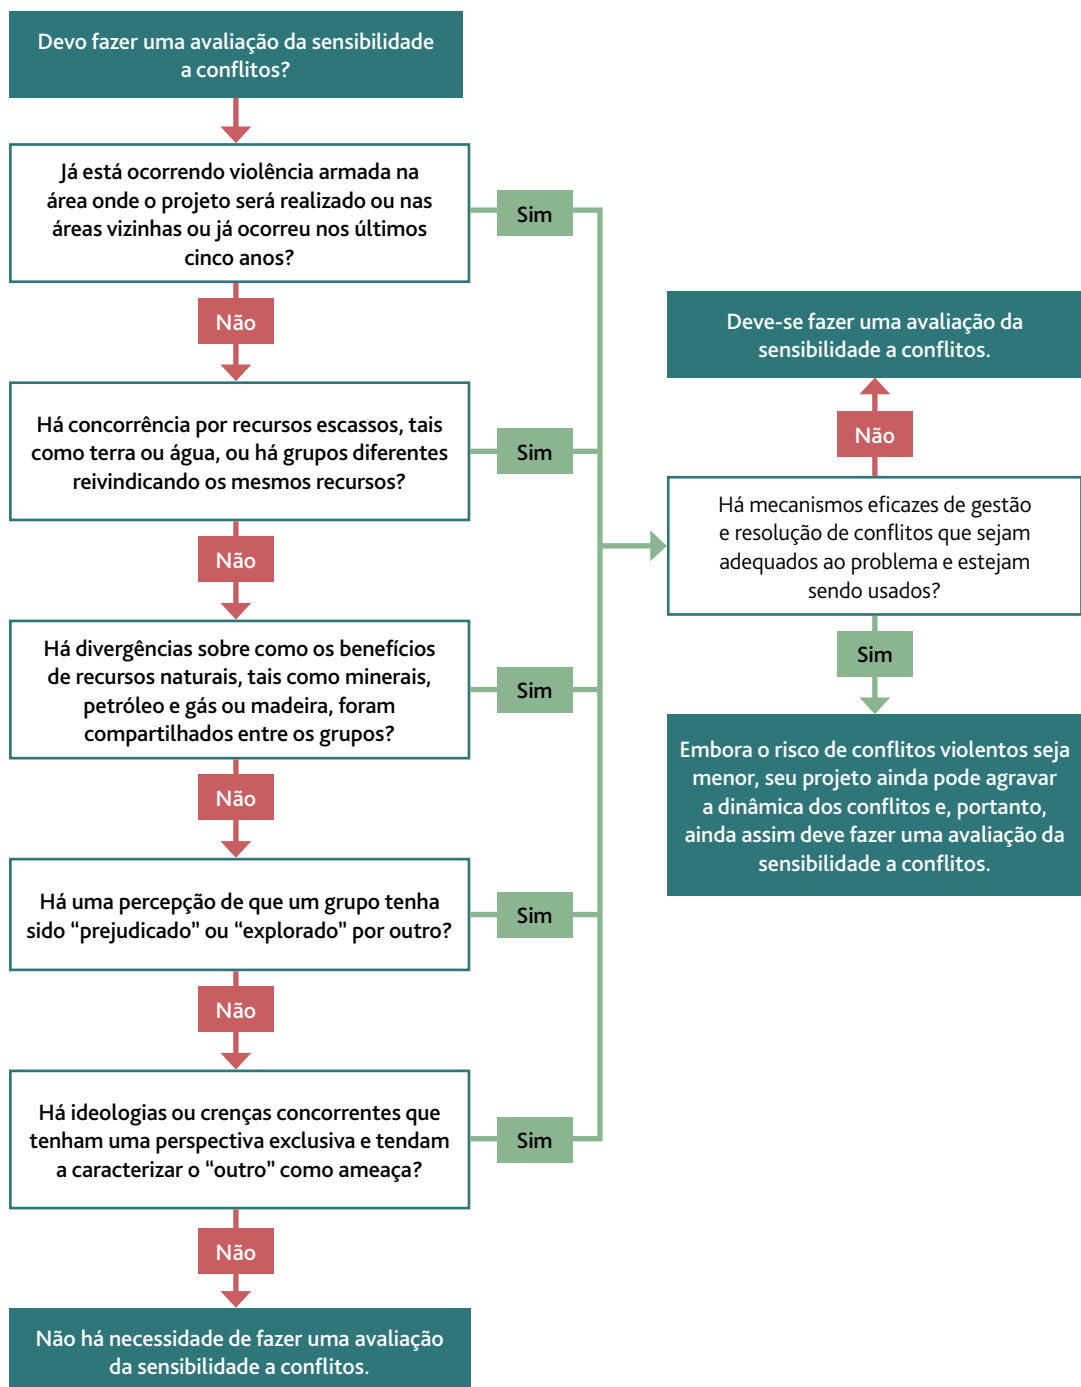 Devo fazer uma avaliação da sensibilidade
a conflitos?
Já está ocorrendo violência armada na
área onde o projeto será realizado ou nas
áreas vizinhas ou já ocorreu nos últimos
cinco anos?
Sim
Não
Há concorrência por recursos escassos, tais
como terra ou água, ou há grupos diferentes
reivindicando os mesmos recursos?
Sim
Não
Há divergências sobre como os benefícios
de recursos naturais, tais como minerais,
petróleo e gás ou madeira, foram
compartilhados entre os grupos?
Sim
Não
Há uma percepção de que um grupo tenha
sido “prejudicado” ou “explorado” por outro?
Sim
Não
Há ideologias ou crenças concorrentes que
tenham uma perspectiva exclusiva e tendam
a caracterizar o “outro” como ameaça?
Sim
Não
Não há necessidade de fazer uma avaliação
da sensibilidade a conflitos.
Deve-se fazer uma avaliação da
sensibilidade a conflitos.
Não
Há mecanismos eficazes de gestão
e resolução de conflitos que sejam
adequados ao problema e estejam
sendo usados?
Sim
Embora o risco de conflitos violentos seja
menor, seu projeto ainda pode agravar
a dinâmica dos conflitos e, portanto,
ainda assim deve fazer uma avaliação da
sensibilidade a conflitos.